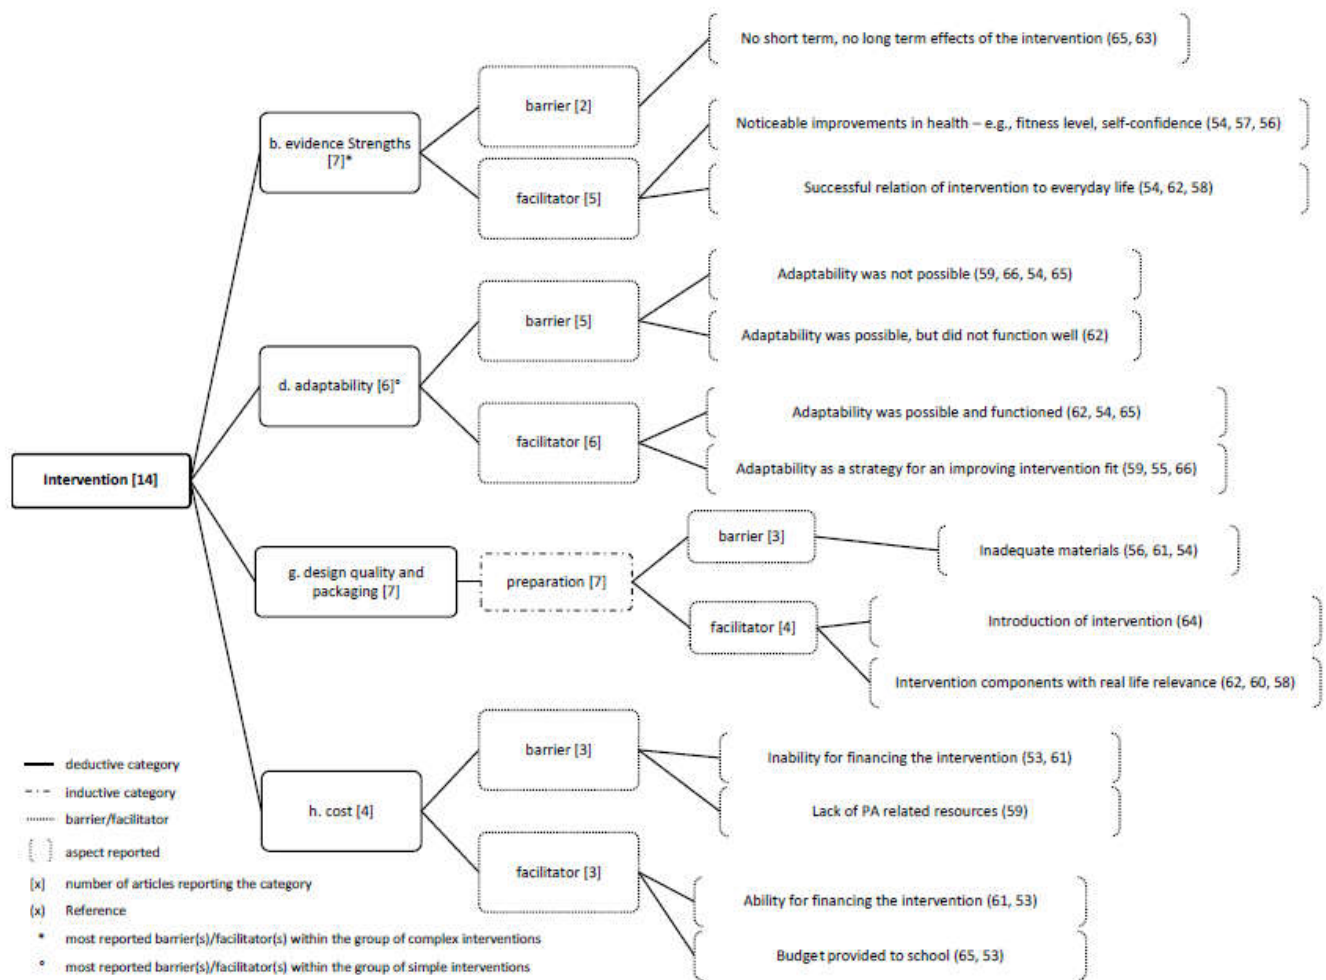 No short term, no long term effects of the intervention (65, 63)
barrier [2]
Noticeable improvements in health – e.g., fitness level, self-confidence (54, 57, 56)
b. evidence Strengths
[7]*
Successful relation of intervention to everyday life (54, 62, 58)
facilitator [5]
Adaptability was not possible (59, 66, 54, 65)
barrier [5]
Adaptability was possible, but did not function well (62)
d. adaptability [6]°
Adaptability was possible and functioned (62, 54, 65)
facilitator [6]
Adaptability as a strategy for an improving intervention fit (59, 55, 66)
Intervention [14]
barrier [3]
Inadequate materials (56, 61, 54)
g. design quality and
packaging [7]
preparation [7]
facilitator [4]
Introduction of intervention (64)
Intervention components with real life relevance (62, 60, 58)
barrier [3]
Inability for financing the intervention (53, 61)
Lack of PA related resources (59)
h. cost [4]
facilitator [3]
Ability for financing the intervention (61, 53)
Budget provided to school (65, 53)
deductive category
inductive category
barrier/facilitator
[ ] aspect reported
[x] number of articles reporting the category
(x) Reference
* most reported barrier(s)/facilitator(s) within the group of complex interventions
° most reported barrier(s)/facilitator(s) within the group of simple interventions